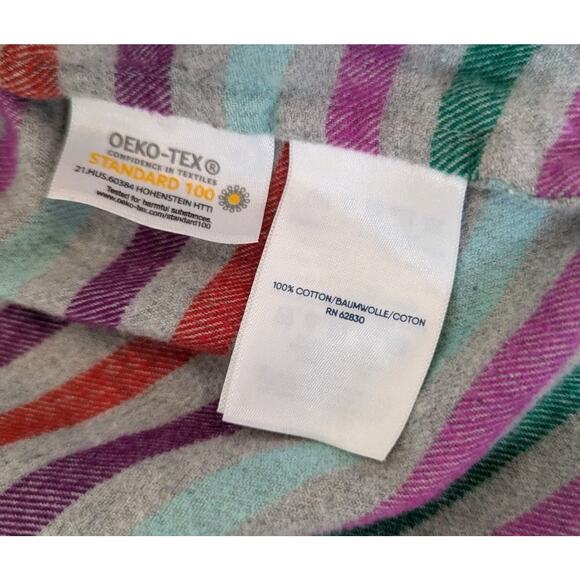 OEKO-TEX®
CONFIDENCE IN TEXTILES
STANDARD 100
21.HUS.60384 HOHENSTEIN HTTI
Tested for harmful substances.
www.oeko-tex.com/standard100
100% COTTON/BAUMWOLLE/COTON
RN 62830